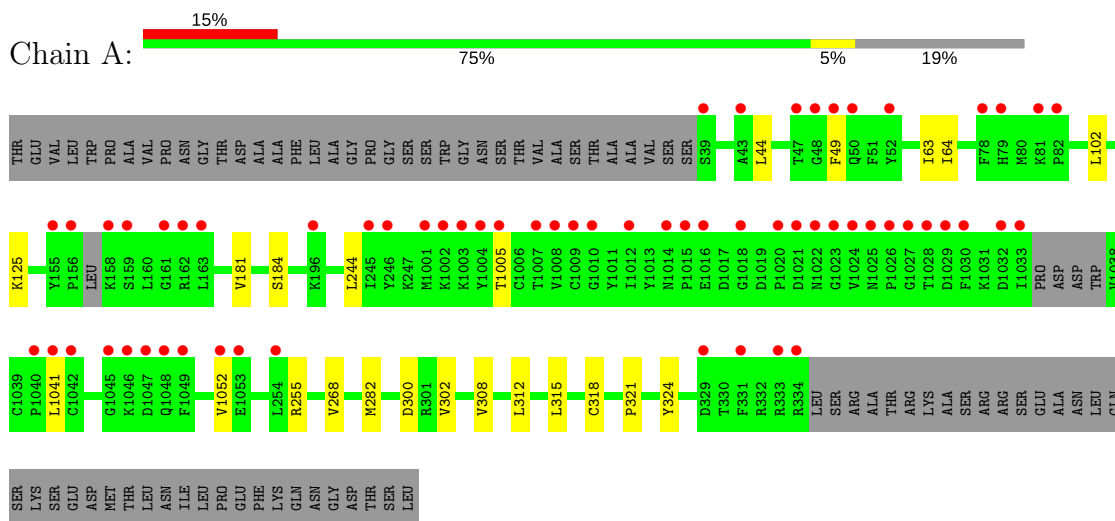 15%
Chain A:
75% 5% 19%
THR GLU VAL LEU TRP PRO ALA VAL PRO ASN GLY THR ASP ALA ALA PHE LEU ALA GLY PRO GLY SER SER TRP GLY ASN SER THR VAL ALA SER THR ALA ALA VAL SER SER S39 A43 L44 T47 G48 F49 Q50 F51 Y52 I63 I64 F78 H79 M80 K81 P82 L102
K125 Y155 P156 LEU K158 S159 L160 G161 R162 L163 V181 S184 K196 L244 I245 Y246 K247 M1001 K1002 K1003 Y1004 T1005 C1006 T1007 V1008 C1009 G1010 Y1011 I1012 Y1013 N1014 P1015 E1016 D1017 G1018 D1019 P1020 D1021 N1022 G1023 V1024 N1025 P1026 G1027 T1028 D1029 F1030 K1031 D1032 I1033 PRO ASP ASP TRP V1038
C1039 P1040 L1041 C1042 G1045 K1046 D1047 Q1048 F1049 V1052 E1053 L254 R255 V268 M282 D300 R301 V302 V308 L312 L315 C318 P321 Y324 D329 T330 F331 R332 R333 R334 LEU SER ARG ALA THR ARG LYS ALA SER ARG ARG SER GLU ALA ASN LEU GLN
SER LYS SER GLU ASP MET THR LEU ASN ILE LEU PRO GLU PHE LYS GLN ASN GLY ASP THR SER LEU